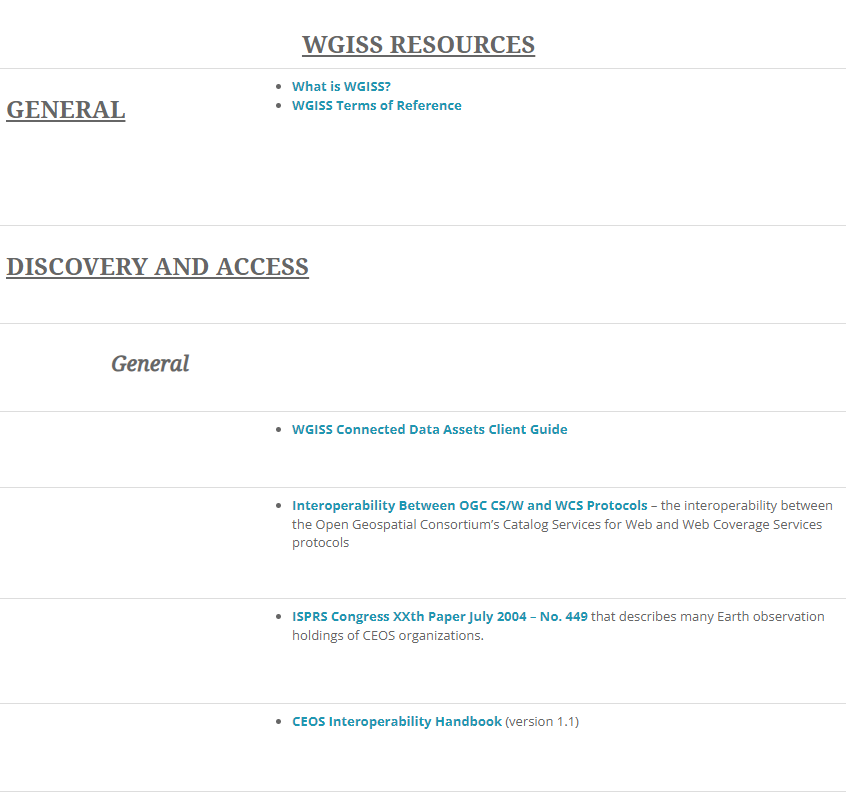 WGISS RESOURCES
GENERAL
• What is WGISS?
• WGISS Terms of Reference
DISCOVERY AND ACCESS
General
• WGISS Connected Data Assets Client Guide
• Interoperability Between OGC CS/W and WCS Protocols – the interoperability between
the Open Geospatial Consortium’s Catalog Services for Web and Web Coverage Services
protocols
• ISPRS Congress XXth Paper July 2004 – No. 449 that describes many Earth observation
holdings of CEOS organizations.
• CEOS Interoperability Handbook (version 1.1)